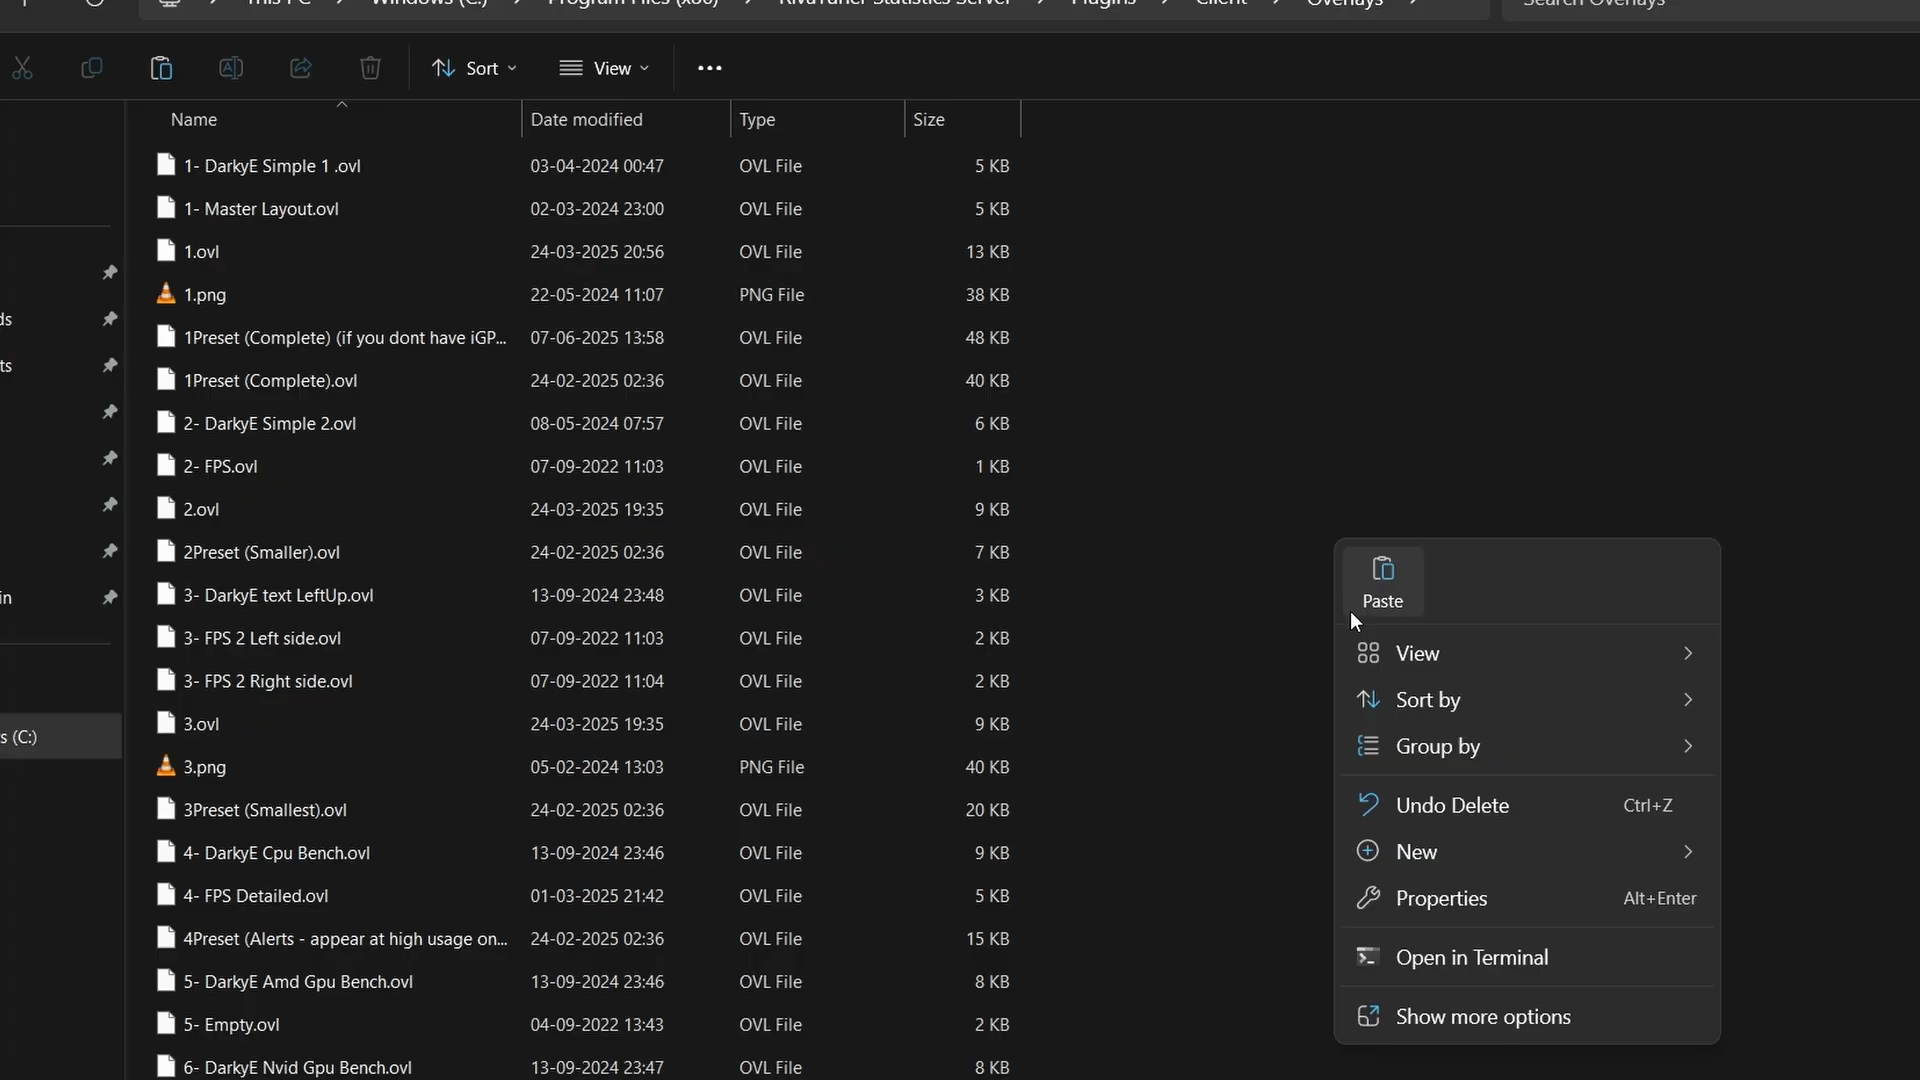 This PC > Windows (C:) > Program Files (x86) > RivaTuner Statistics Server > Plugins > Client > Overlays >
Search Overlays
Sort
View
Name
Date modified
Type
Size
1- DarkyE Simple 1 .ovl 03-04-2024 00:47 OVL File 5 KB
1- Master Layout.ovl 02-03-2024 23:00 OVL File 5 KB
1.ovl 24-03-2025 20:56 OVL File 13 KB
1.png 22-05-2024 11:07 PNG File 38 KB
1Preset (Complete) (if you dont have iGP... 07-06-2025 13:58 OVL File 48 KB
1Preset (Complete).ovl 24-02-2025 02:36 OVL File 40 KB
2- DarkyE Simple 2.ovl 08-05-2024 07:57 OVL File 6 KB
2- FPS.ovl 07-09-2022 11:03 OVL File 1 KB
2.ovl 24-03-2025 19:35 OVL File 9 KB
2Preset (Smaller).ovl 24-02-2025 02:36 OVL File 7 KB
3- DarkyE text LeftUp.ovl 13-09-2024 23:48 OVL File 3 KB
3- FPS 2 Left side.ovl 07-09-2022 11:03 OVL File 2 KB
3- FPS 2 Right side.ovl 07-09-2022 11:04 OVL File 2 KB
3.ovl 24-03-2025 19:35 OVL File 9 KB
3.png 05-02-2024 13:03 PNG File 40 KB
3Preset (Smallest).ovl 24-02-2025 02:36 OVL File 20 KB
4- DarkyE Cpu Bench.ovl 13-09-2024 23:46 OVL File 9 KB
4- FPS Detailed.ovl 01-03-2025 21:42 OVL File 5 KB
4Preset (Alerts - appear at high usage on... 24-02-2025 02:36 OVL File 15 KB
5- DarkyE Amd Gpu Bench.ovl 13-09-2024 23:46 OVL File 8 KB
5- Empty.ovl 04-09-2022 13:43 OVL File 2 KB
6- DarkyE Nvid Gpu Bench.ovl 13-09-2024 23:47 OVL File 8 KB
ds
ts
in
s (C:)
Paste
View
Sort by
Group by
Undo Delete Ctrl+Z
New
Properties Alt+Enter
Open in Terminal
Show more options